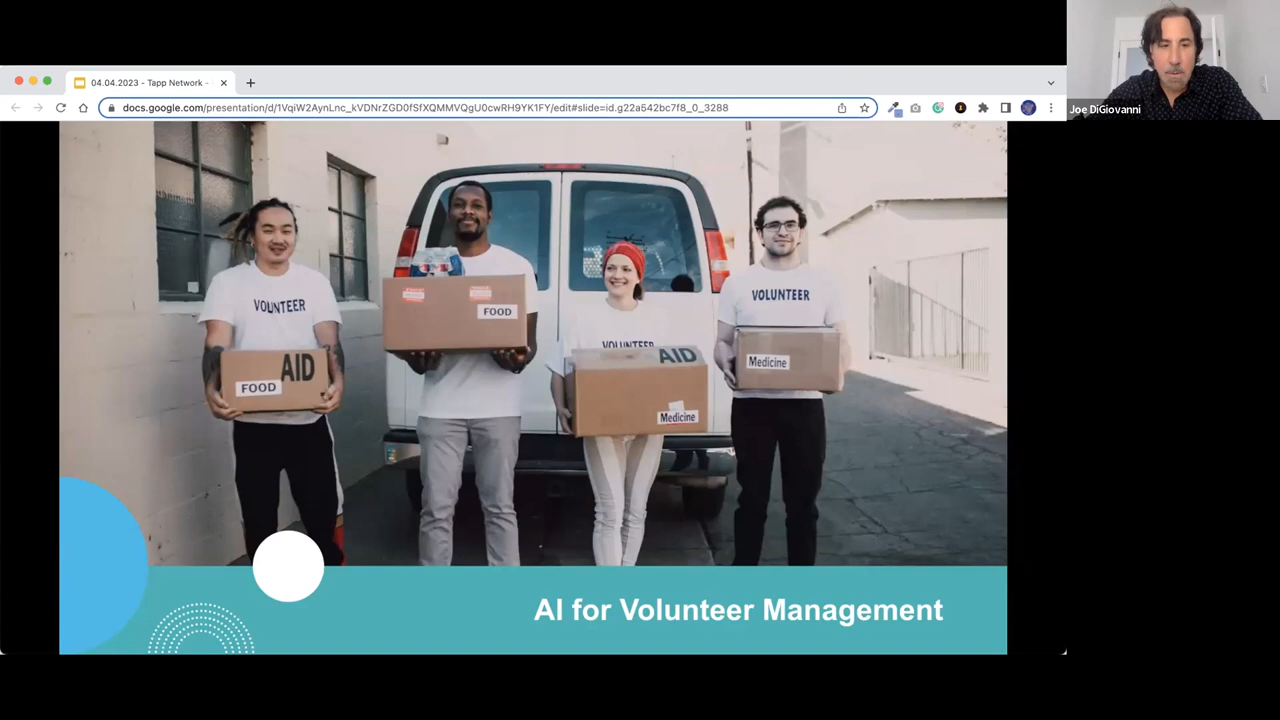 04.04.2023 - Tapp Network -
docs.google.com/presentation/d/1VqiW2AynLnc_kVDNrZGD0fSfXQMMVQgU0cwRH9YK1FY/edit#slide=id.g22a642bc7f8_0_3288
Joe DiGiovanni
VOLUNTEER
AID
FOOD
FOOD
VOLUNTEER
AID
Medicine
VOLUNTEER
Medicine
AI for Volunteer Management